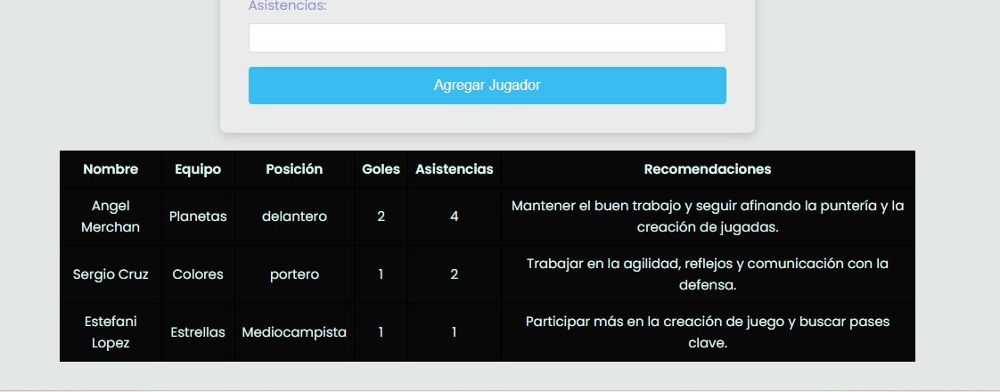 Asistencias:
Agregar Jugador
Nombre Equipo Posición Goles Asistencias Recomendaciones
Angel Merchan Planetas delantero 2 4 Mantener el buen trabajo y seguir afinando la puntería y la creación de jugadas.
Sergio Cruz Colores portero 1 2 Trabajar en la agilidad, reflejos y comunicación con la defensa.
Estefani Lopez Estrellas Mediocampista 1 1 Participar más en la creación de juego y buscar pases clave.